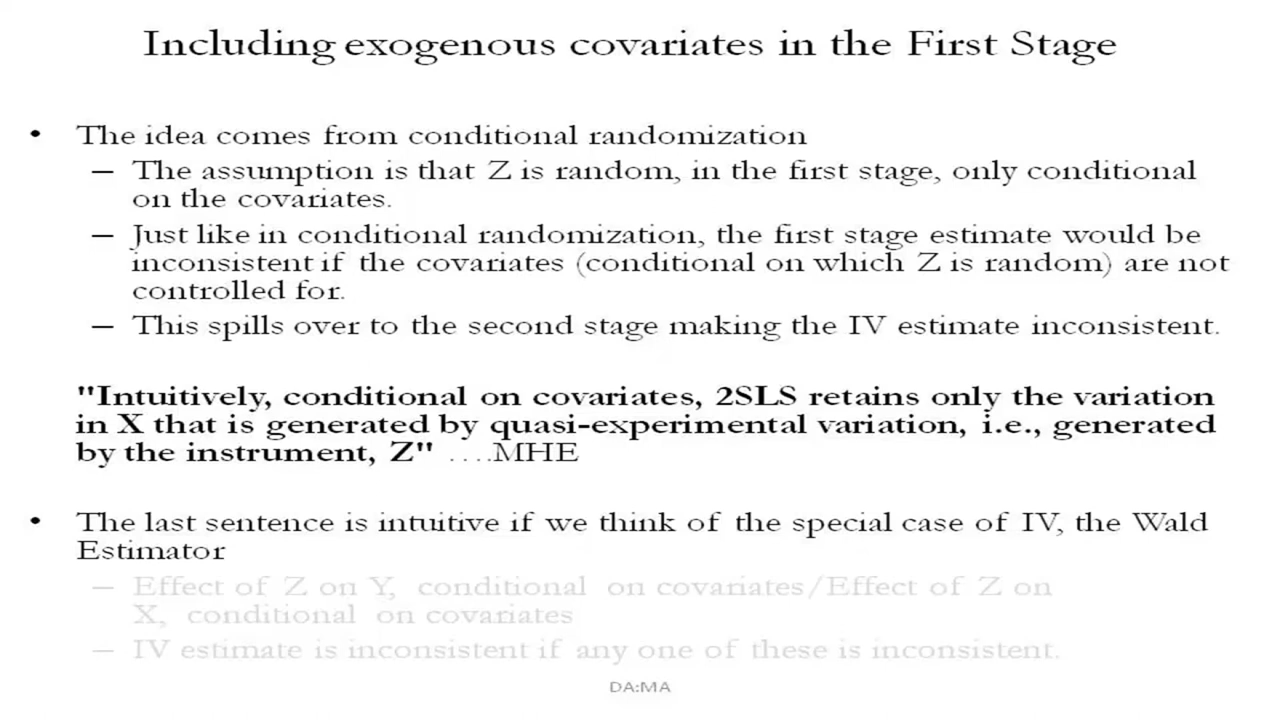 Including exogenous covariates in the First Stage
• The idea comes from conditional randomization
– The assumption is that Z is random, in the first stage, only conditional
on the covariates.
– Just like in conditional randomization, the first stage estimate would be
inconsistent if the covariates (conditional on which Z is random) are not
controlled for.
– This spills over to the second stage making the IV estimate inconsistent.
"Intuitively, conditional on covariates, 2SLS retains only the variation
in X that is generated by quasi-experimental variation, i.e., generated
by the instrument, Z" ….MHE
• The last sentence is intuitive if we think of the special case of IV, the Wald
Estimator
– Effect of Z on Y, conditional on covariates/Effect of Z on
X, conditional on covariates
– IV estimate is inconsistent if any one of these is inconsistent.
DA:MA